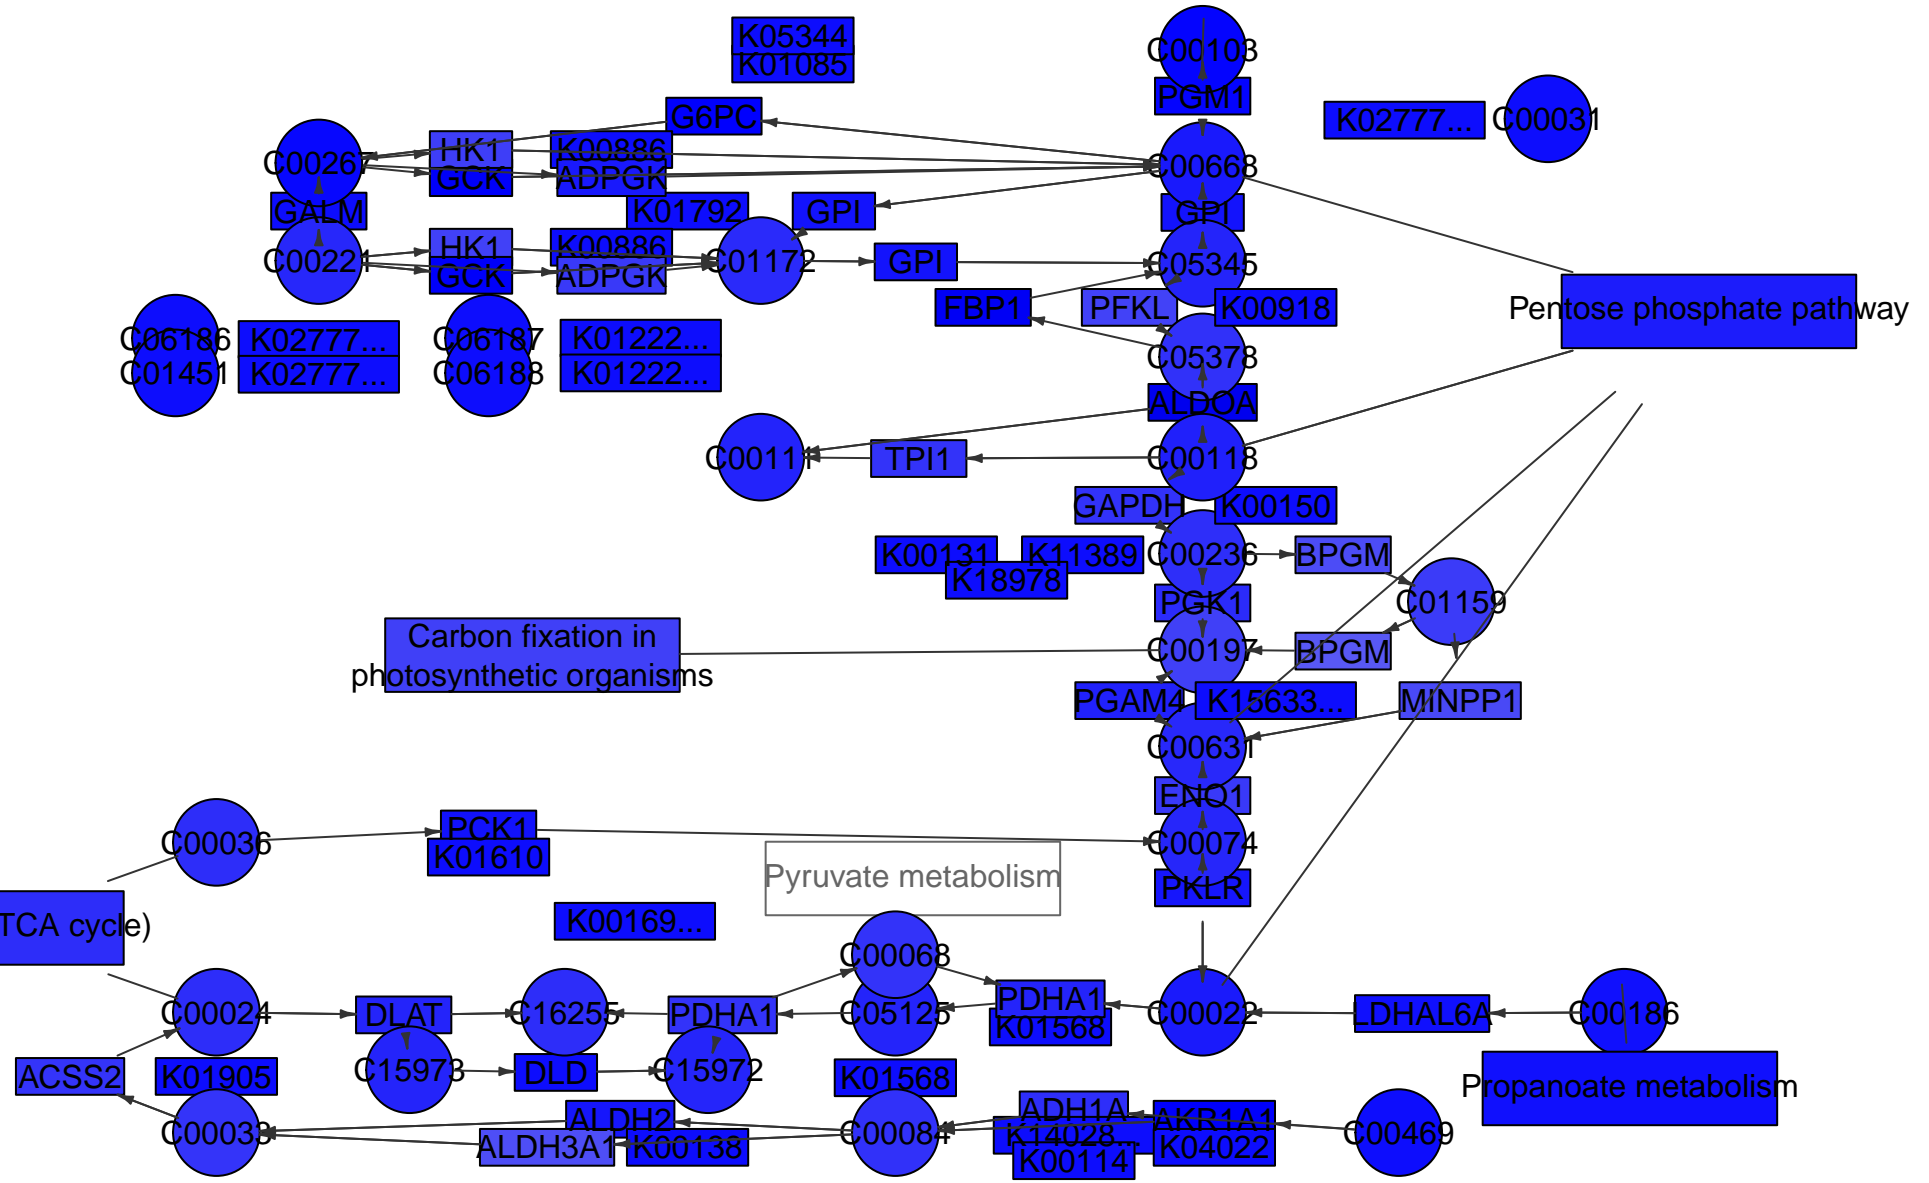 K05344
K01085
C00103
PGM1
G6PC
K02777...
C00031
C00267
HK1
K00886
GCK
ADPGK
C00668
GALM
K01792
GPI
GPI
C00221
HK1
K00886
GCK
ADPGK
C01172
GPI
C05345
FBP1
PFKL
K00918
Pentose phosphate pathway
C06186
K02777...
C06187
K01222...
C01451
K02777...
C06188
K01222...
C05378
ALDOA
C00111
TPI1
C00118
GAPDH
K00150
K00131
K11389
K18978
C00236
BPGM
PGK1
C01159
Carbon fixation in
photosynthetic organisms
C00197
BPGM
PGAM4
K15633...
MINPP1
C00631
ENO1
C00036
PCK1
K01610
C00074
Pyruvate metabolism
PKLR
TCA cycle)
K00169...
C00068
C00024
DLAT
C16255
PDHA1
C05125
PDHA1
K01568
C00022
LDHAL6A
C00186
ACSS2
K01905
C15973
DLD
C15972
K01568
Propanoate metabolism
C00033
ALDH2
ALDH3A1
K00138
C00084
ADH1A
K14028...
K00114
AKR1A1
K04022
C00469